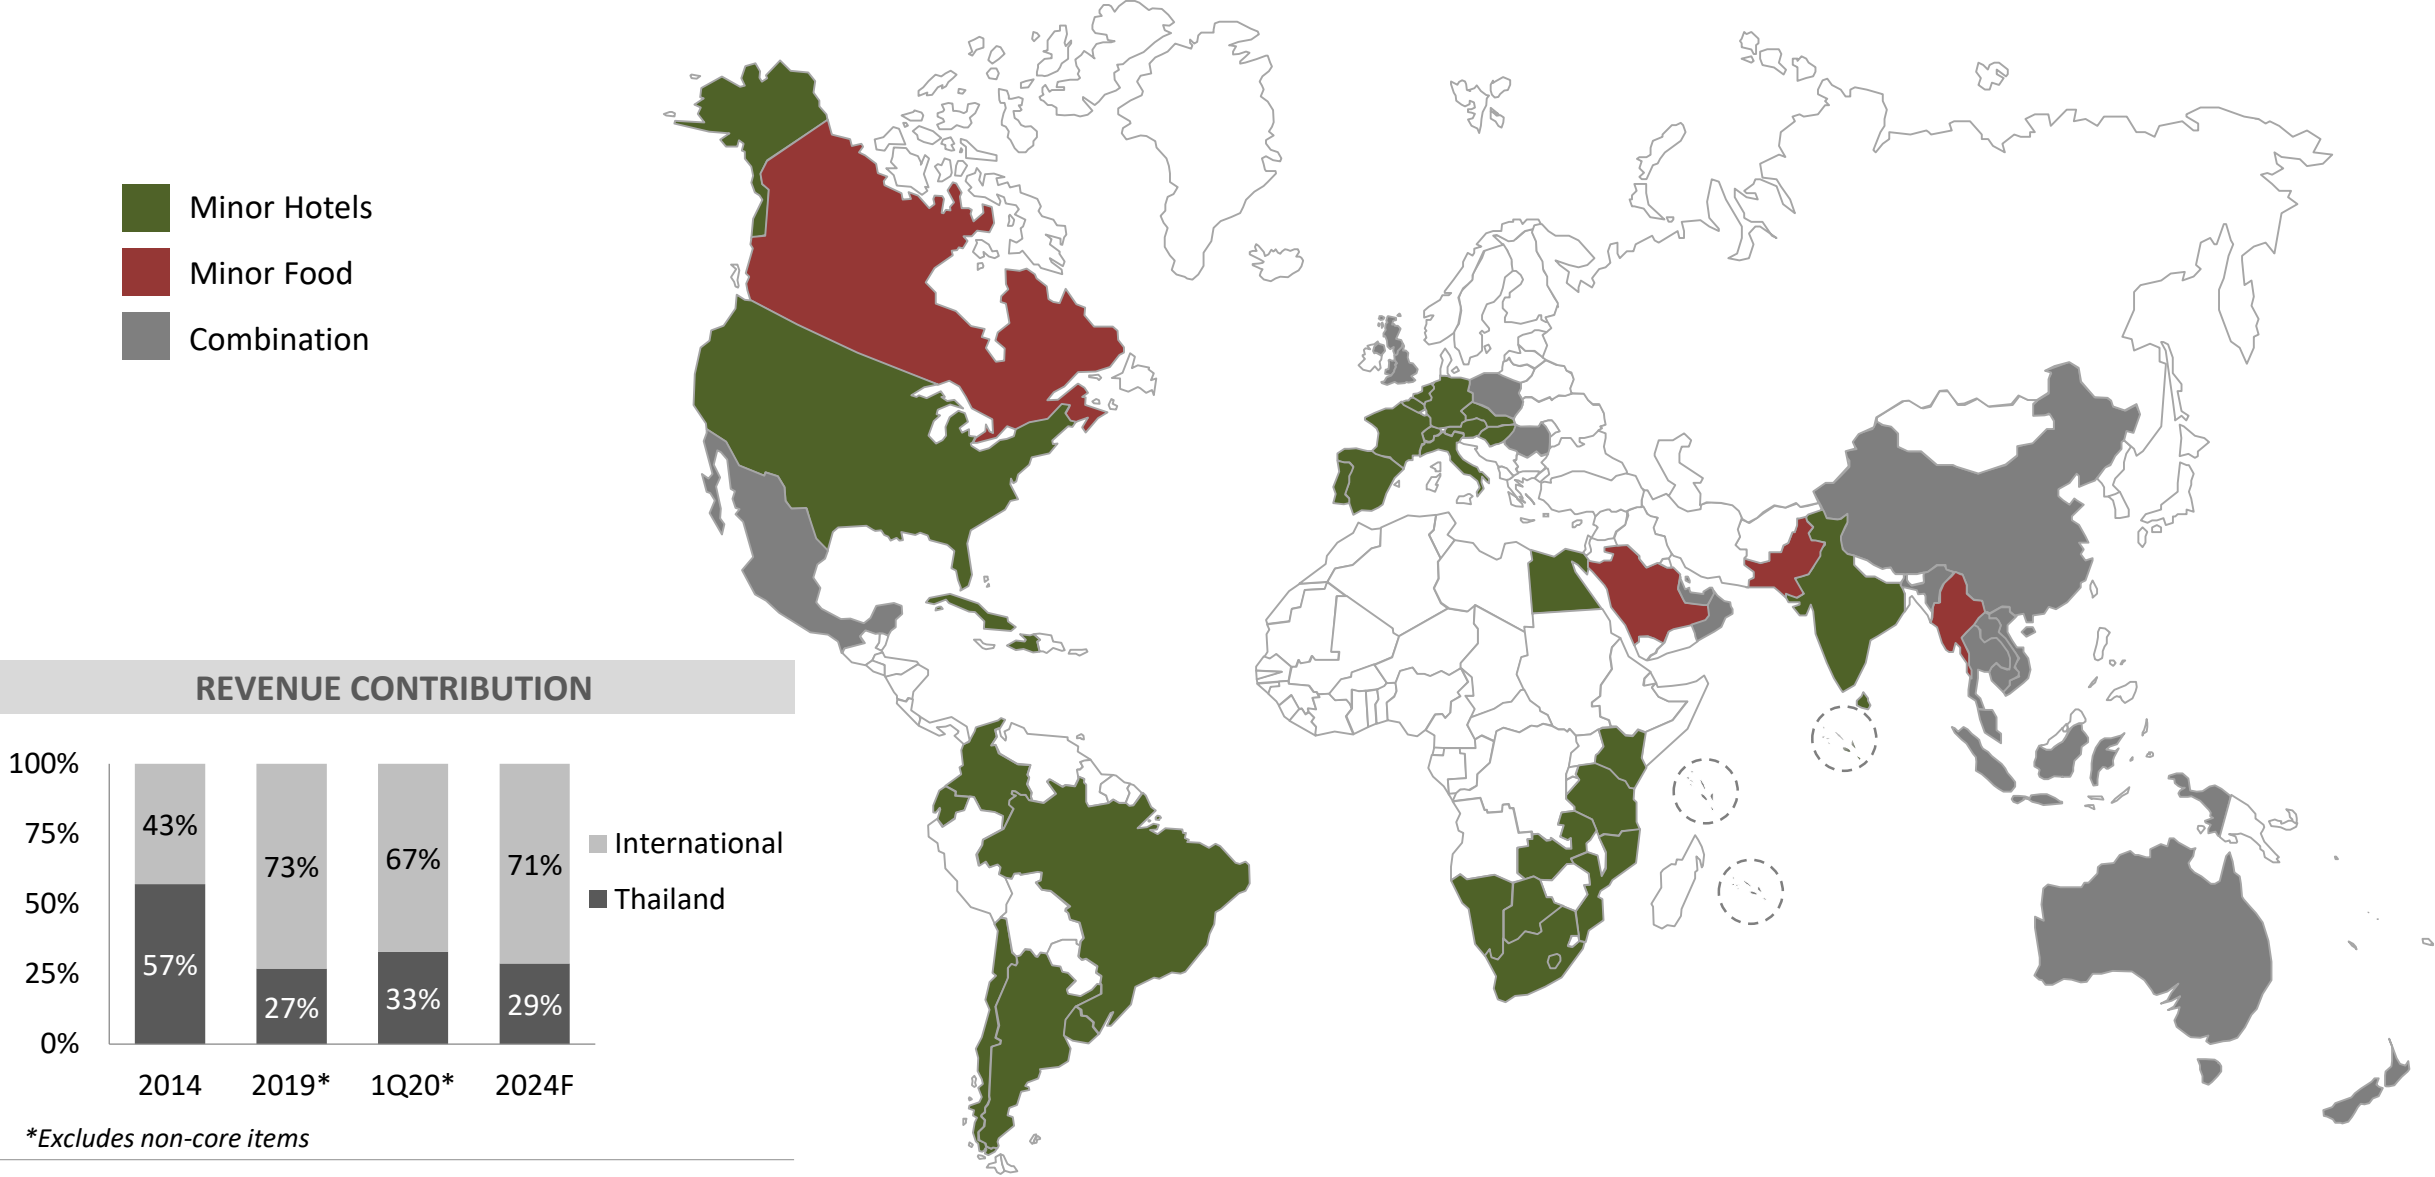 Minor Hotels
Minor Food
Combination
REVENUE CONTRIBUTION
100%
75%
50%
25%
0%
43%
73%
67%
71%
57%
27%
33%
29%
International
Thailand
2014
2019*
1Q20*
2024F
*Excludes non-core items